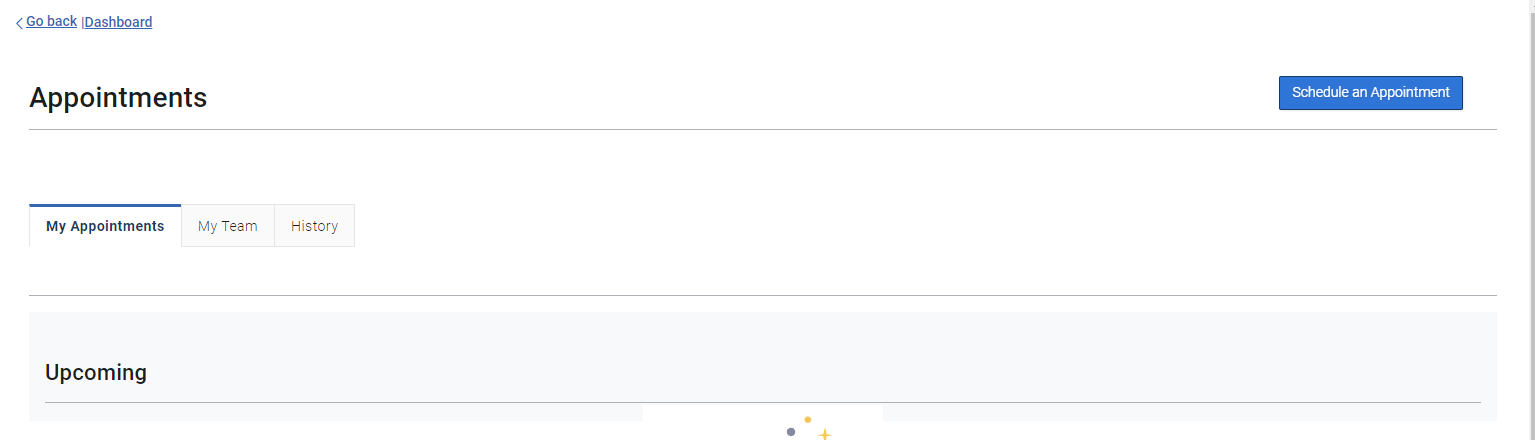 Go back |Dashboard
Appointments
Schedule an Appointment
My Appointments My Team History
Upcoming